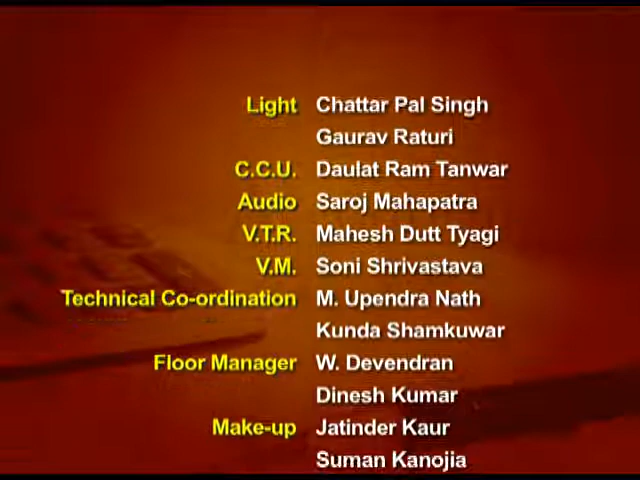 Light Chattar Pal Singh
Gaurav Raturi
C.C.U. Daulat Ram Tanwar
Audio Saroj Mahapatra
V.T.R. Mahesh Dutt Tyagi
V.M. Soni Shrivastava
Technical Co-ordination M. Upendra Nath
Kunda Shamkuwar
Floor Manager W. Devendran
Dinesh Kumar
Make-up Jatinder Kaur
Suman Kanojia